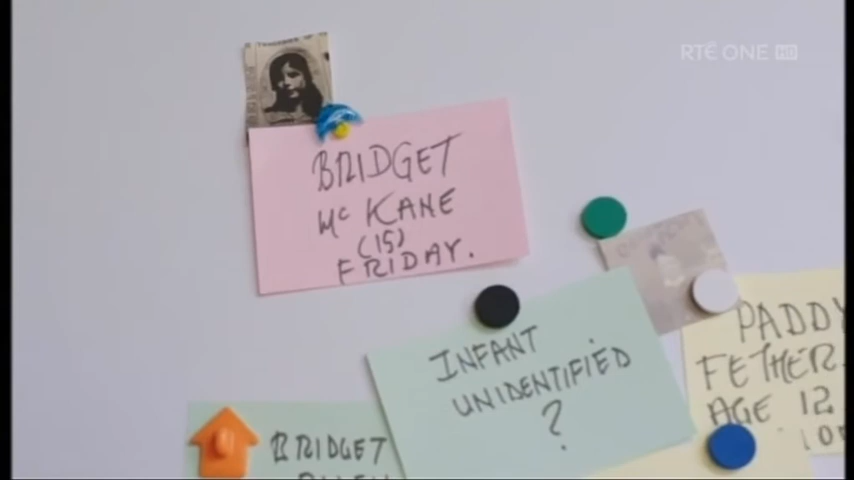 RTÉ ONE HD
BRIDGET
Mc KANE
(15)
FRIDAY.
INFANT
UNIDENTIFIED
?
PADDY
FETHER
AGE 12
BRIDGET